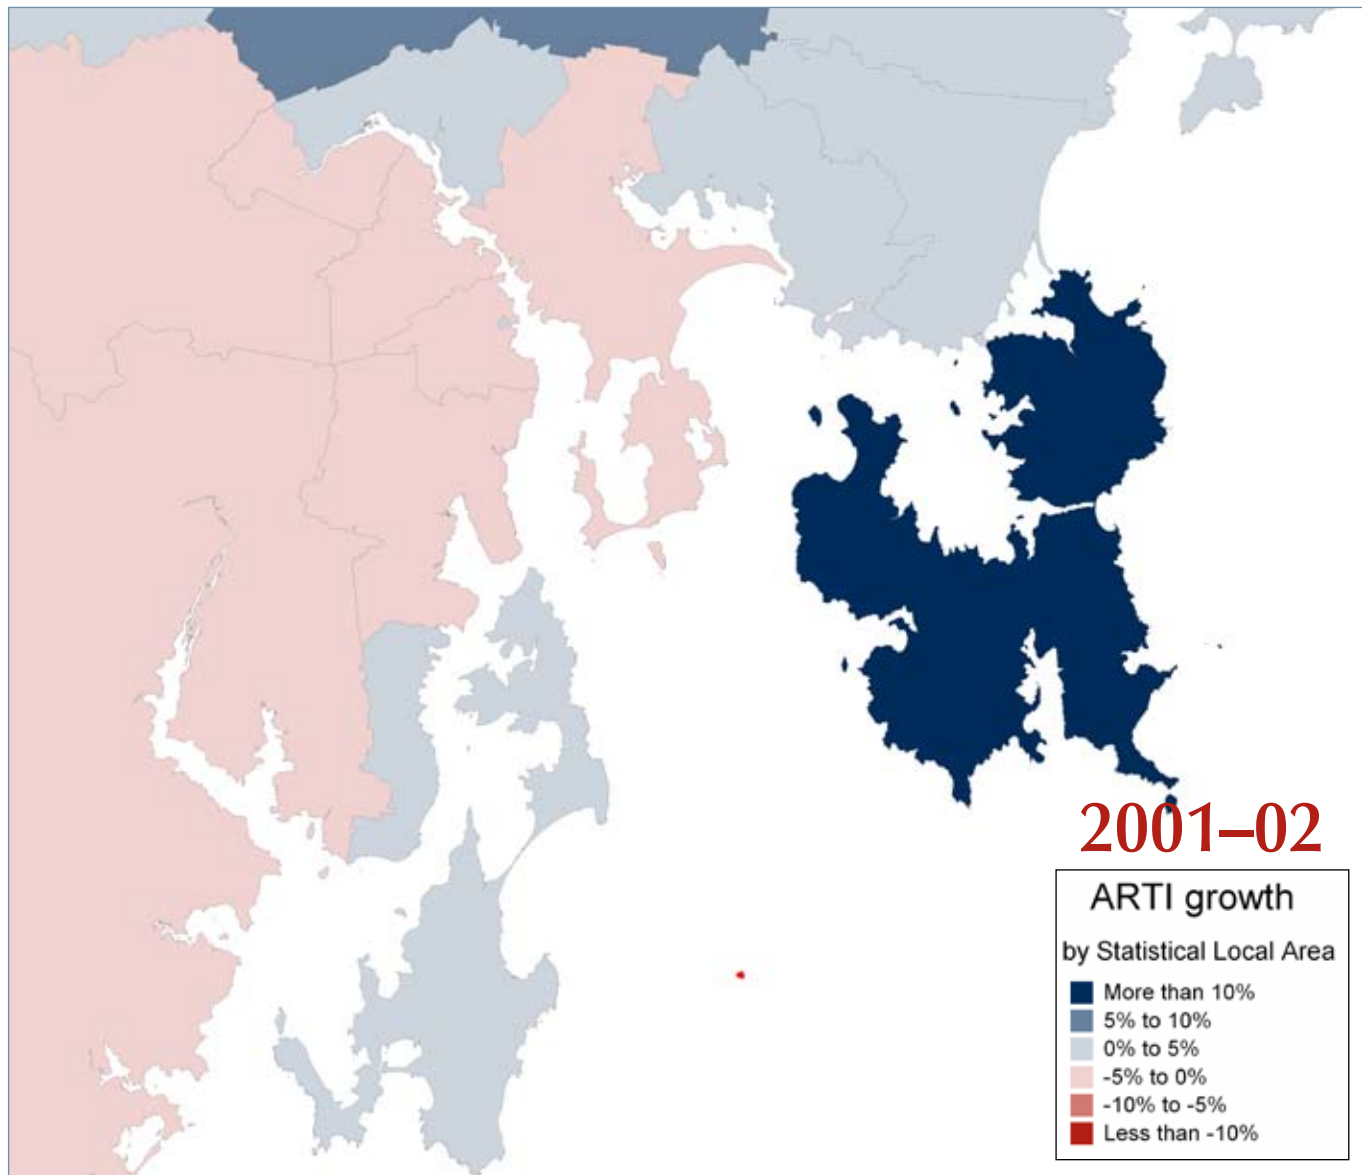 2001–02
ARTI growth
by Statistical Local Area
More than 10%
5% to 10%
0% to 5%
-5% to 0%
-10% to -5%
Less than -10%